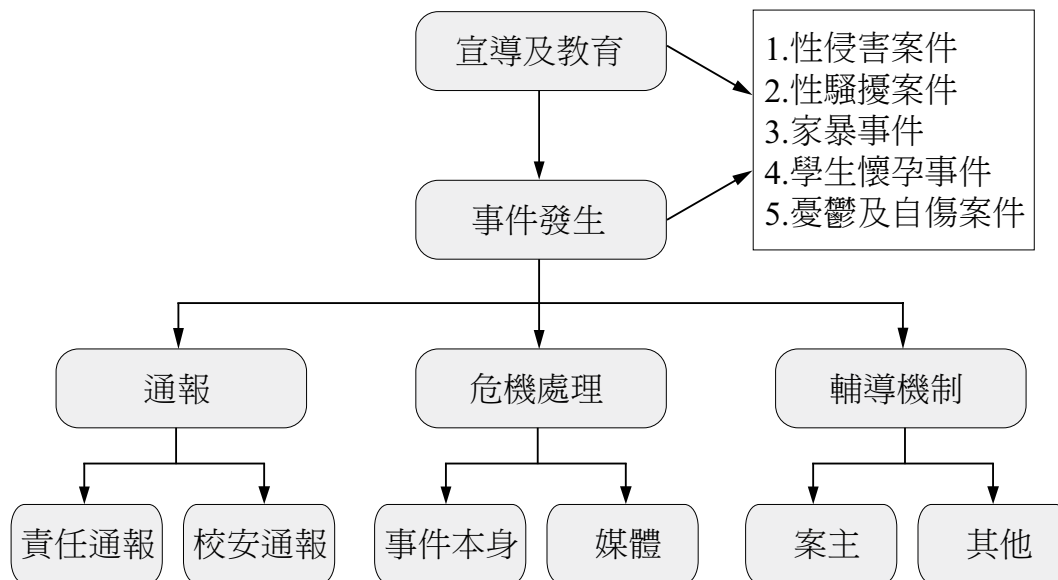 宣導及教育
1.性侵害案件
2.性騷擾案件
3.家暴事件
4.學生懷孕事件
5.憂鬱及自傷案件
事件發生
通報
危機處理
輔導機制
責任通報
校安通報
事件本身
媒體
案主
其他